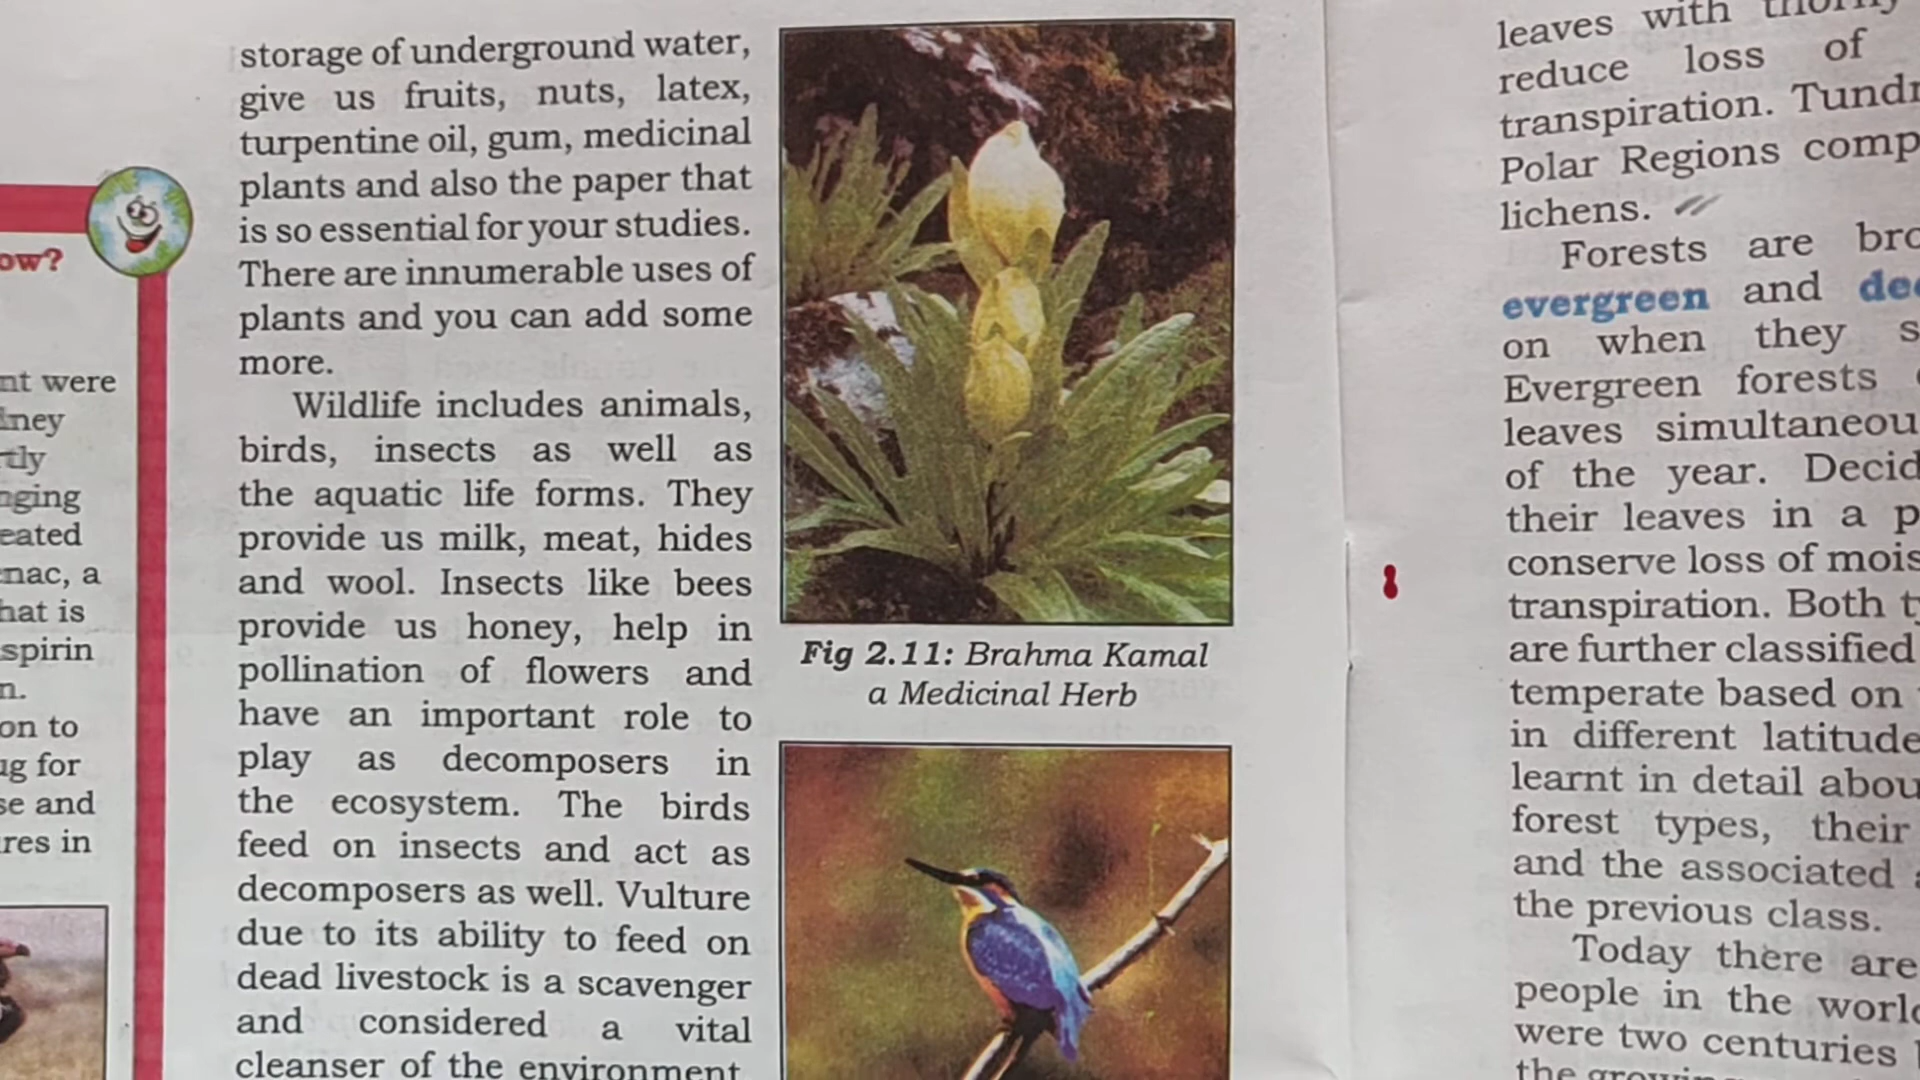 ow?
nt were
dney
rtly
nging
eated
nac, a
hat is
spirin
n.
on to
ug for
se and
res in
storage of underground water,
give us fruits, nuts, latex,
turpentine oil, gum, medicinal
plants and also the paper that
is so essential for your studies.
There are innumerable uses of
plants and you can add some
more.
Wildlife includes animals,
birds, insects as well as
the aquatic life forms. They
provide us milk, meat, hides
and wool. Insects like bees
provide us honey, help in
pollination of flowers and
have an important role to
play as decomposers in
the ecosystem. The birds
feed on insects and act as
decomposers as well. Vulture
due to its ability to feed on
dead livestock is a scavenger
and considered a vital
cleanser of the environment.
Fig 2.11: Brahma Kamal
a Medicinal Herb
leaves with thorny
reduce loss of
transpiration. Tundr
Polar Regions comp
lichens.
Forests are bro
evergreen and dec
on when they s
Evergreen forests
leaves simultaneou
of the year. Decid
their leaves in a p
conserve loss of mois
transpiration. Both ty
are further classified
temperate based on
in different latitude
learnt in detail abou
forest types, their
and the associated a
the previous class.
Today there are
people in the worl
were two centuries
the growin